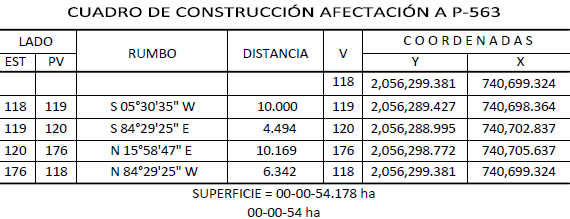 CUADRO DE CONSTRUCCIÓN AFECTACIÓN A P-563
LADO RUMBO DISTANCIA V COORDENADAS
EST PV Y X
118 2,056,299.381 740,699.324
118 119 S 05°30'35" W 10.000 119 2,056,289.427 740,698.364
119 120 S 84°29'25" E 4.494 120 2,056,288.995 740,702.837
120 176 N 15°58'47" E 10.169 176 2,056,298.772 740,705.637
176 118 N 84°29'25" W 6.342 118 2,056,299.381 740,699.324
SUPERFICIE = 00-00-54.178 ha
00-00-54 ha